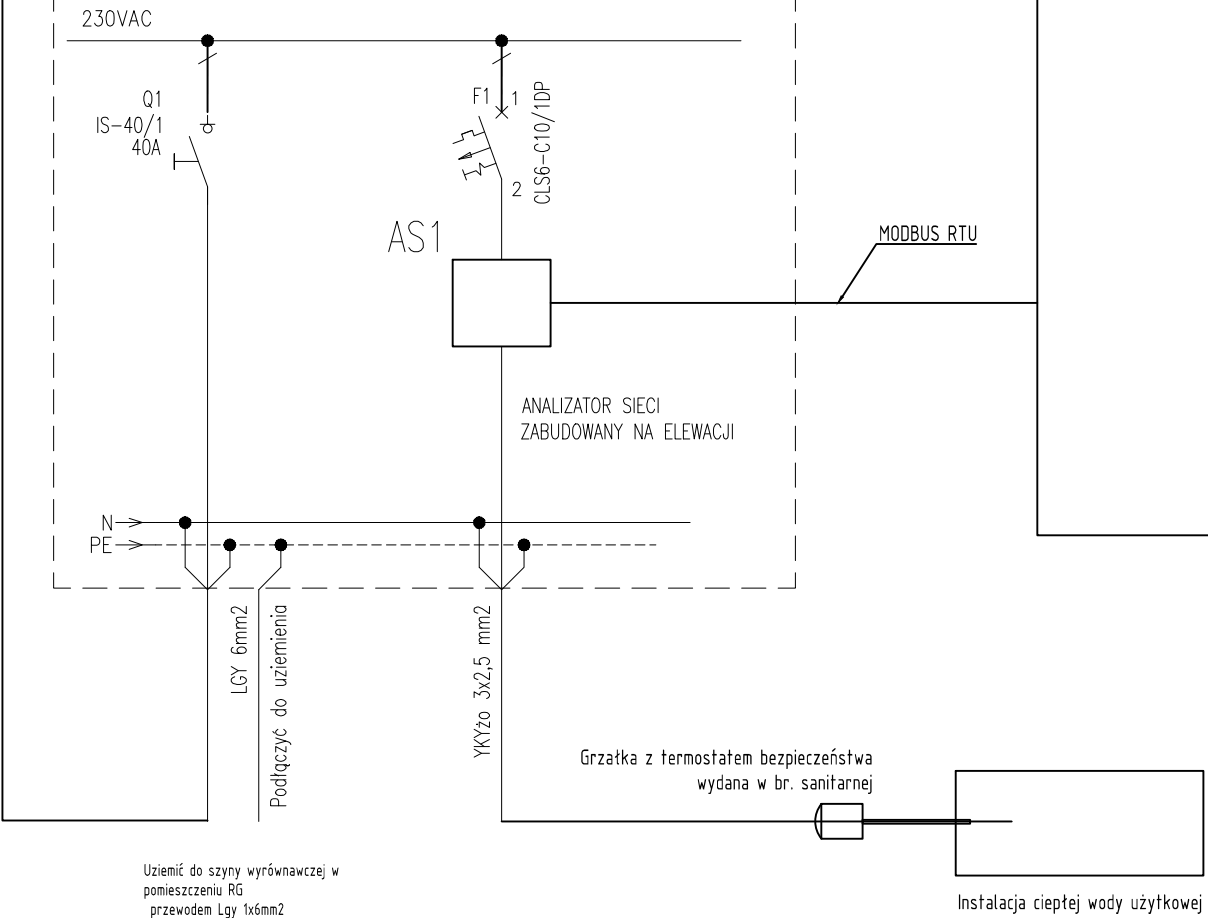 230VAC
Q1
IS-40/1
40A
F1
1
2
CLS6-C10/1DP
AS1
MODBUS RTU
ANALIZATOR SIECI
ZABUDOWANY NA ELEWACJI
N
PE
LGY 6mm2
Podłączyć do uziemienia
YKYżo 3x2,5 mm2
Grzałka z termostatem bezpieczeństwa
wydana w br. sanitarnej
Uziemić do szyny wyrównawczej w
pomieszczeniu RG
przewodem Lgy 1x6mm2
Instalacja ciepłej wody użytkowej